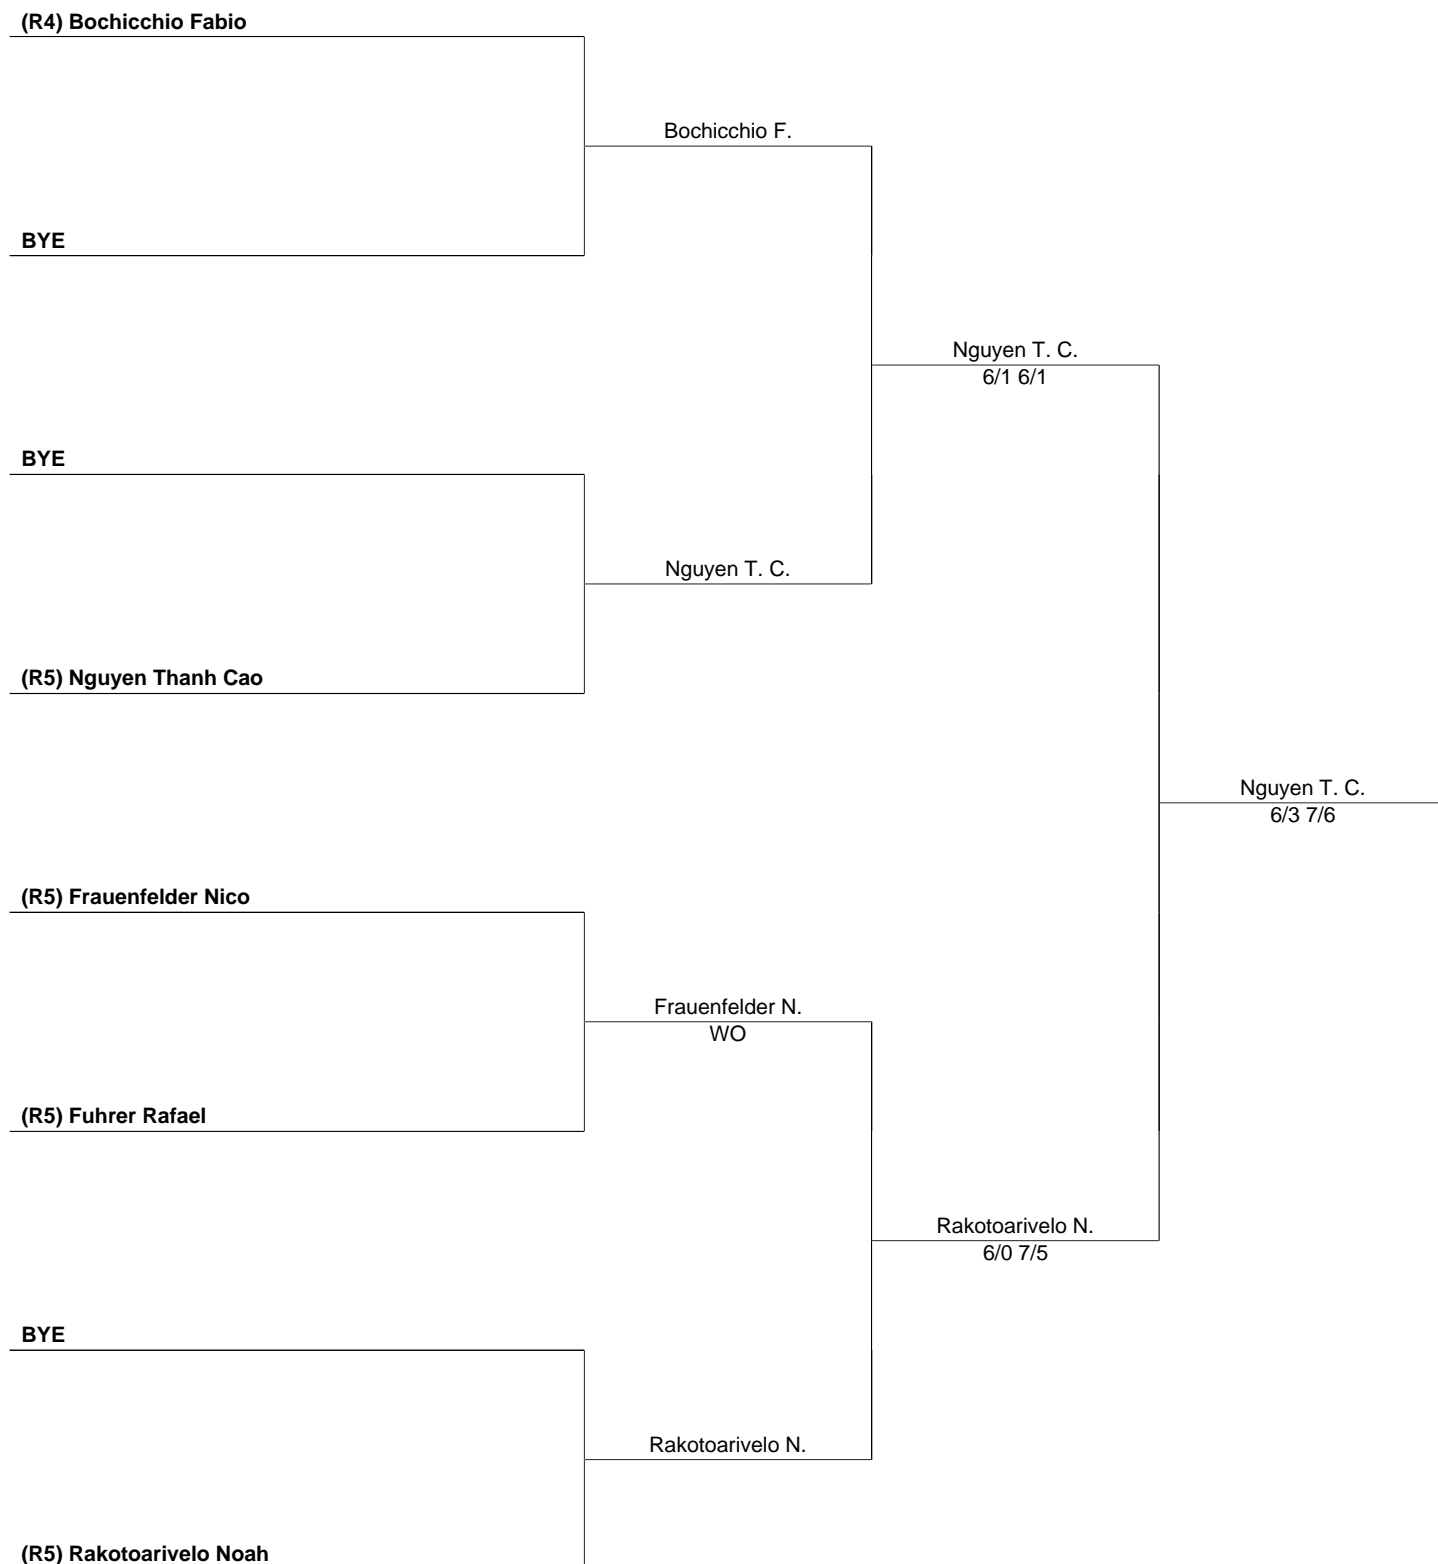 (R4) Bochicchio Fabio
Bochicchio F.
BYE
Nguyen T. C.
6/1 6/1
BYE
Nguyen T. C.
(R5) Nguyen Thanh Cao
Nguyen T. C.
6/3 7/6
(R5) Frauenfelder Nico
Frauenfelder N.
WO
(R5) Fuhrer Rafael
Rakotoarivelo N.
6/0 7/5
BYE
Rakotoarivelo N.
(R5) Rakotoarivelo Noah